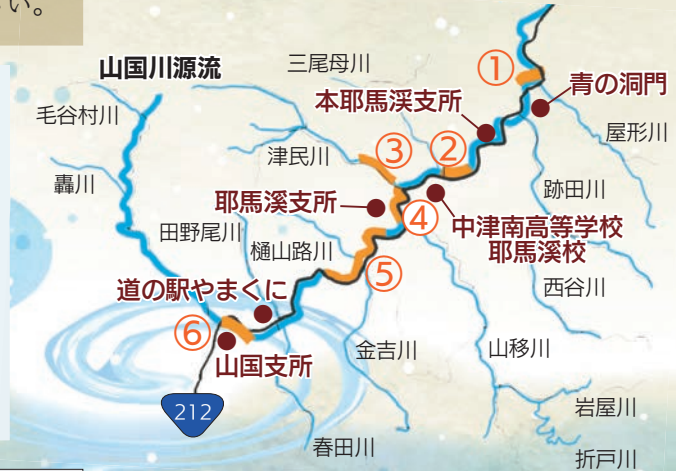 い。
山国川源流
三尾母川
①
青の洞門
毛谷村川
本耶馬渓支所
屋形川
津民川
③
②
轟川
耶馬溪支所
跡田川
④
中津南高等学校
耶馬溪校
田野尾川
樋山路川
⑤
西谷川
道の駅やまくに
⑥
山国支所
金吉川
山移川
212
岩屋川
春田川
折戸川